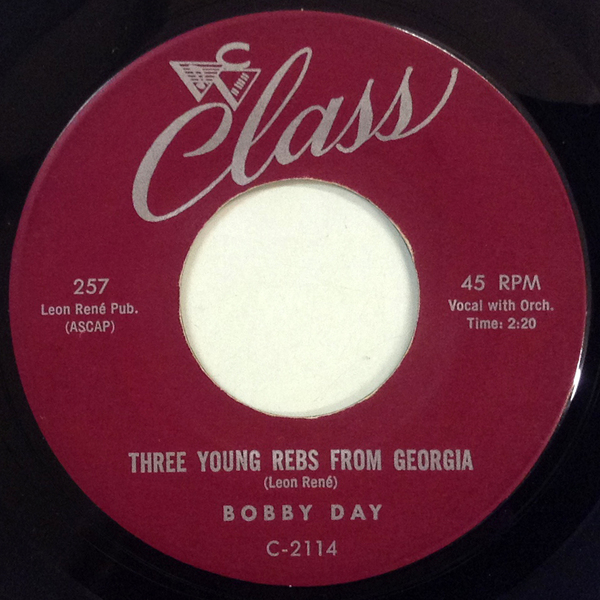 C
Class
257
Leon René Pub.
(ASCAP)
45 RPM
Vocal with Orch.
Time: 2:20
THREE YOUNG REBS FROM GEORGIA
(Leon René)
BOBBY DAY
C-2114